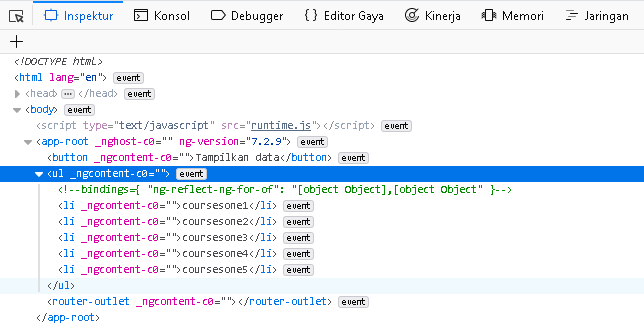 Inspektur Konsol Debugger {} Editor Gaya Kinerja Memori Jaringan
+
<!DOCTYPE html>
<html lang="en"> event
<head> ••• </head> event
<body> event
<script type="text/javascript" src="runtime.js"></script> event
<app-root _nghost-c0="" ng-version="7.2.9"> event
<button _ngcontent-c0="">Tampilkan data</button> event
<ul _ngcontent-c0=""> event
<!--bindings={ "ng-reflect-ng-for-of": "[object Object],[object Object" }-->
<li _ngcontent-c0="">coursesone1</li> event
<li _ngcontent-c0="">coursesone2</li> event
<li _ngcontent-c0="">coursesone3</li> event
<li _ngcontent-c0="">coursesone4</li> event
<li _ngcontent-c0="">coursesone5</li> event
</ul>
<router-outlet _ngcontent-c0=""></router-outlet> event
</app-root>